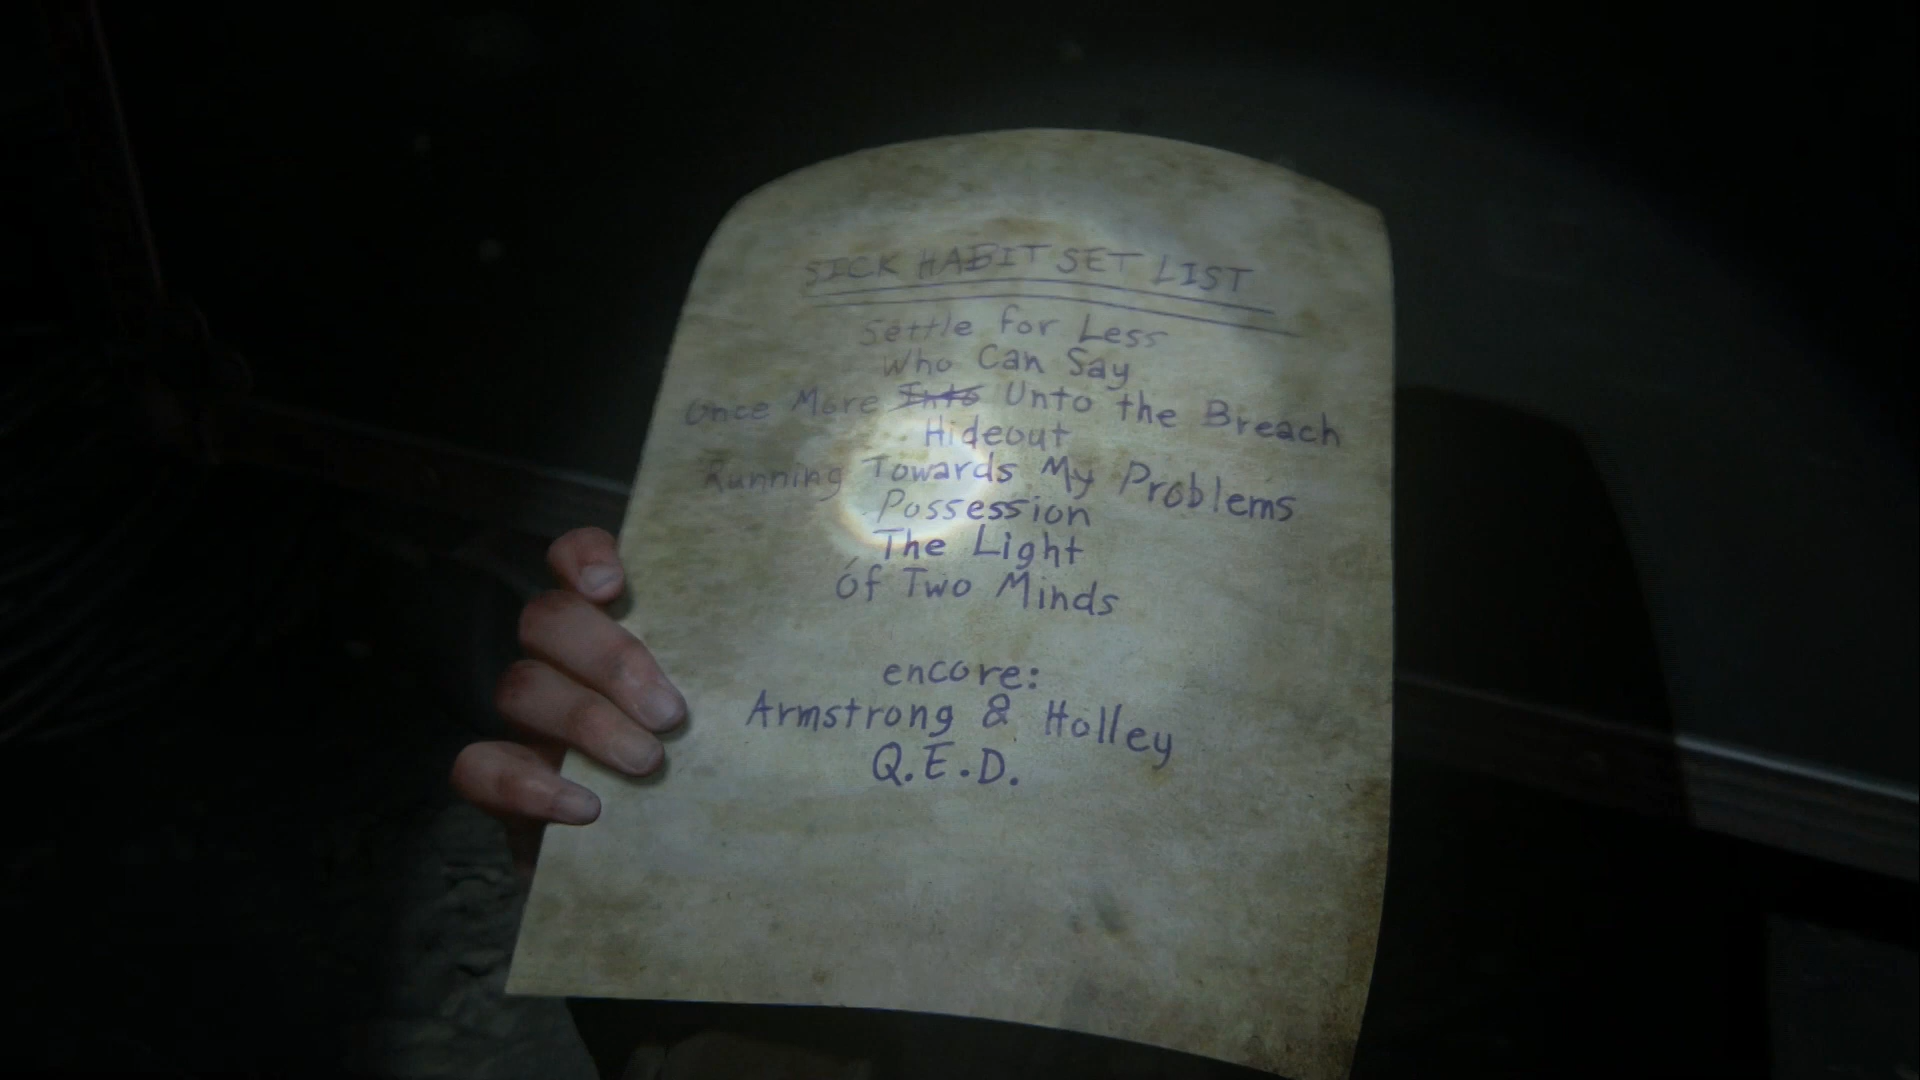 SICK HABIT SET LIST
Settle for Less
Who Can Say
Once More Into Unto the Breach
Hideout
Running Towards My Problems
Possession
The Light
Of Two Minds
encore:
Armstrong & Holley
Q.E.D.